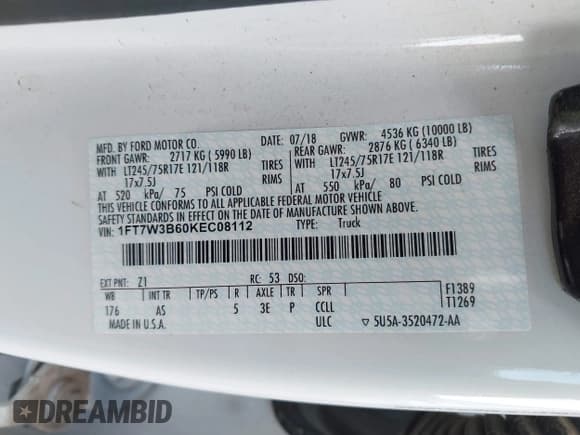 MFD. BY FORD MOTOR CO. DATE: 07/18 GVWR: 4536 KG (10000 LB)
FRONT GAWR: 2717 KG ( 5990 LB) REAR GAWR: 2876 KG ( 6340 LB)
WITH LT245/75R17E 121/118R TIRES WITH LT245/75R17E 121/118R TIRES
17x7.5J RIMS 17x7.5J RIMS
AT 520 kPa/ 75 PSI COLD AT 550 kPa/ 80 PSI COLD
THIS VEHICLE CONFORMS TO ALL APPLICABLE FEDERAL MOTOR VEHICLE
SAFETY STANDARDS IN EFFECT ON THE DATE OF MANUFACTURE SHOWN ABOVE.
VIN: 1FT7W3B60KEC08112 TYPE: Truck
EXT PNT: Z1 RC: 53 DSO: F1389
WB INT TR TP/PS R AXLE TR SPR T1269
176 AS 5 3E P CCLL
MADE IN U.S.A. ULC ▽ 5U5A-3520472-AA
DREAMBID